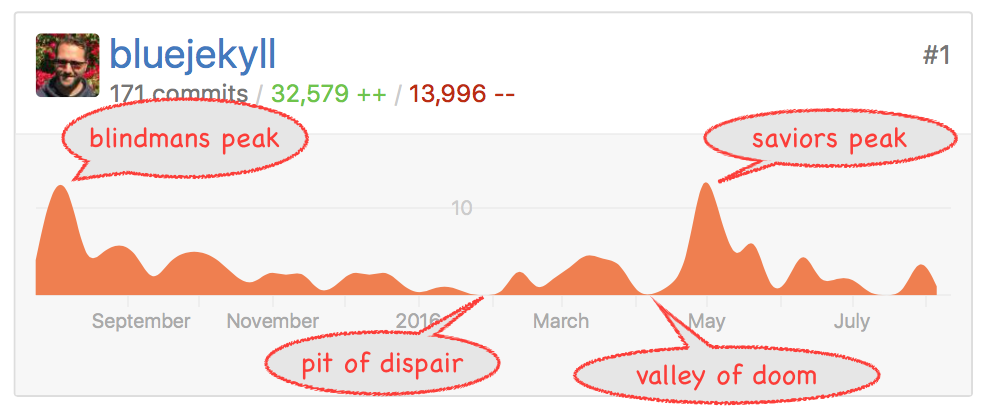 bluejekyll
#1
171 commits / 32,579 ++ / 13,996 --
blindmans peak
saviors peak
10
September November 2016 March May July
pit of dispair
valley of doom